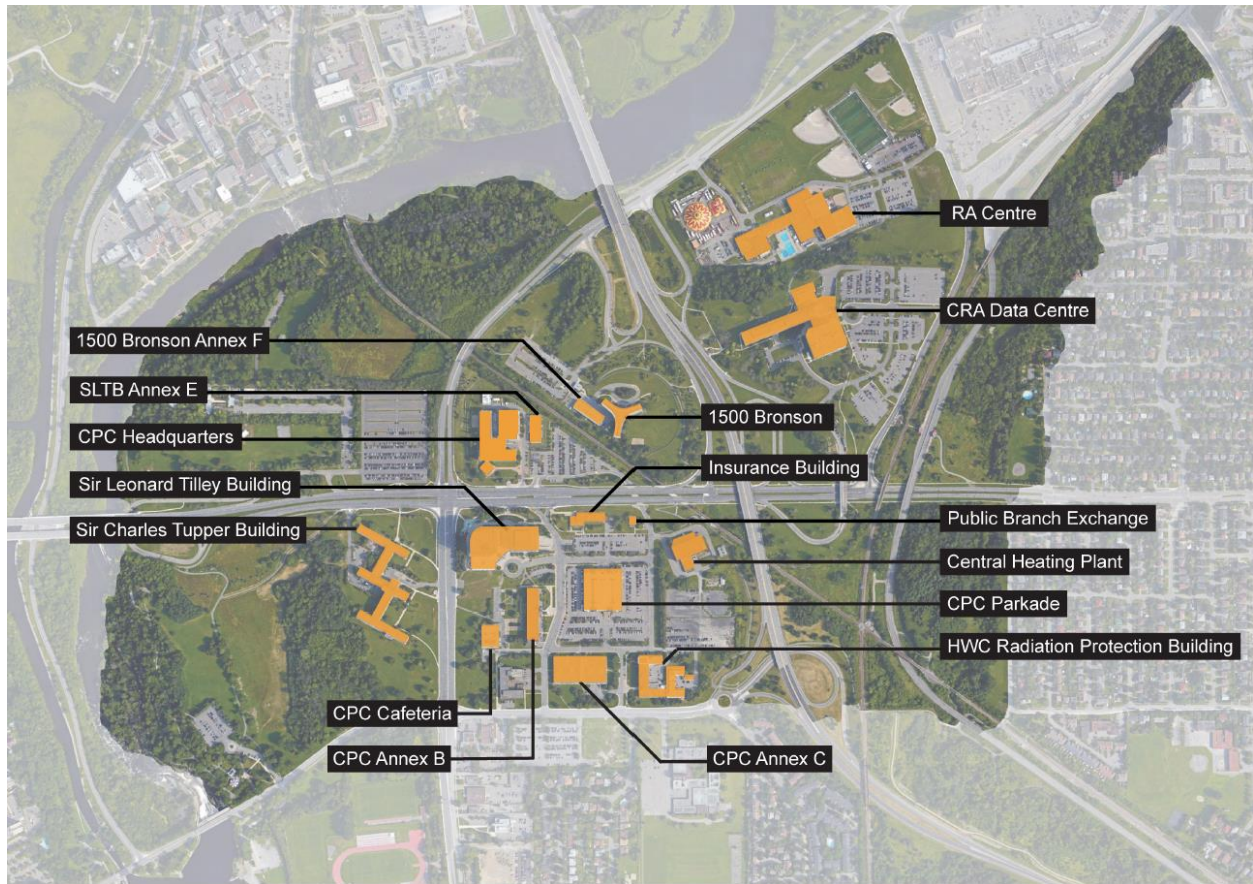 RA Centre
CRA Data Centre
1500 Bronson Annex F
SLTB Annex E
CPC Headquarters
1500 Bronson
Insurance Building
Sir Leonard Tilley Building
Sir Charles Tupper Building
Public Branch Exchange
Central Heating Plant
CPC Parkade
HWC Radiation Protection Building
CPC Cafeteria
CPC Annex B
CPC Annex C